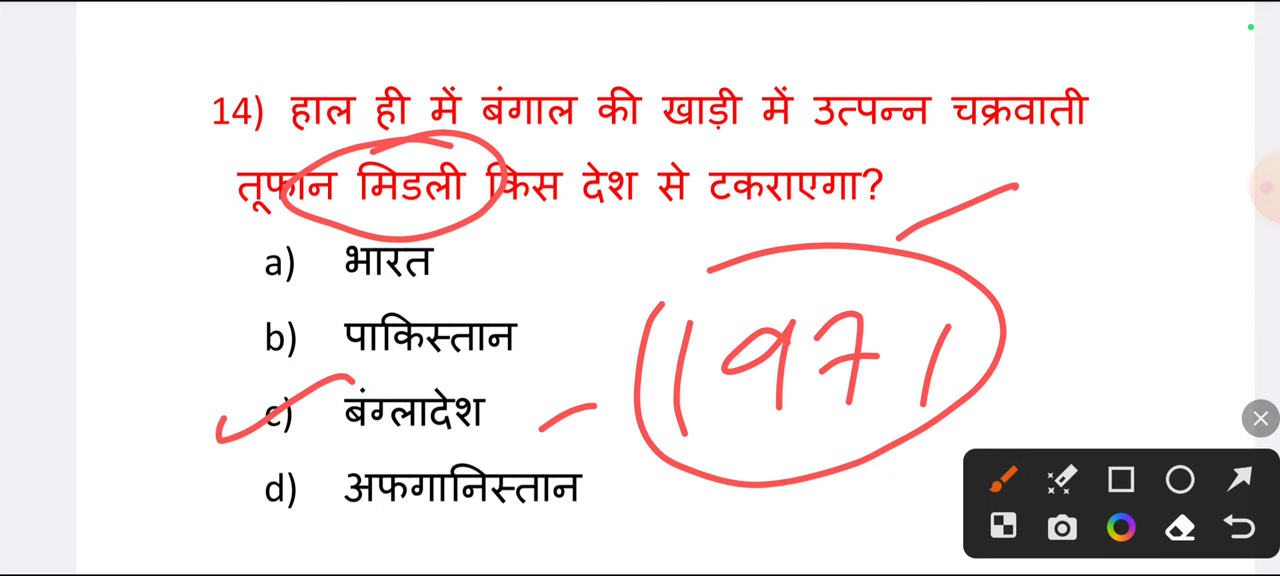 14) हाल ही में बंगाल की खाड़ी में उत्पन्न चक्रवाती
तूफान मिडली किस देश से टकराएगा?
a) भारत
b) पाकिस्तान
c) बंग्लादेश
1971
d) अफगानिस्तान